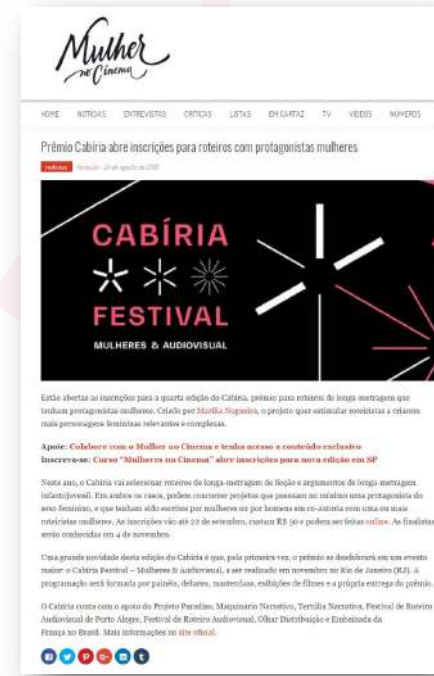 Mulher
no Cinema
HOME NOTÍCIAS ENTREVISTAS CRÍTICAS LISTAS EM CARTAZ TV VÍDEOS NÚMEROS
Prêmio Cabíria abre inscrições para roteiros com protagonistas mulheres
CABÍRIA
FESTIVAL
MULHERES & AUDIOVISUAL
Estão abertas as inscrições para a quarta edição do Cabíria, prêmio para roteiros de longa-metragem que
tenham protagonistas mulheres. Criado por Marília Nogueira, o projeto quer estimular roteiristas a criarem
mais personagens femininas relevantes e complexas.
Apoie: Colabore com o Mulher no Cinema e tenha acesso a conteúdo exclusivo
Inscreva-se: Curso "Mulheres no Cinema" abre inscrições para nova edição em SP
Neste ano, o Cabíria vai selecionar roteiros de longa-metragem de ficção e argumentos de longa-metragem
infantojuvenil. Em ambos os casos, podem concorrer projetos que possuam no mínimo uma protagonista do
sexo feminino, e que tenham sido escritos por mulheres ou por homens em co-autoria com uma ou mais
roteiristas mulheres. As inscrições vão até 22 de setembro, custam R$ 50 e podem ser feitas online. As finalistas
serão conhecidas em 4 de novembro.
Uma grande novidade desta edição do Cabíria é que, pela primeira vez, o prêmio se desdobrará em um evento
maior: o Cabíria Festival – Mulheres & Audiovisual, a ser realizado em novembro no Rio de Janeiro (RJ). A
programação será formada por painéis, debates, masterclass, exibições de filmes e a própria entrega do prêmio.
O Cabíria conta com o apoio do Projeto Paradiso, Maquinário Narrativo, Tertúlia Narrativa, Festival de Roteiro
Audiovisual de Porto Alegre, Festival de Roteiro Audiovisual, Olhar Distribuição e Embaixada da
França no Brasil. Mais informações no site oficial.